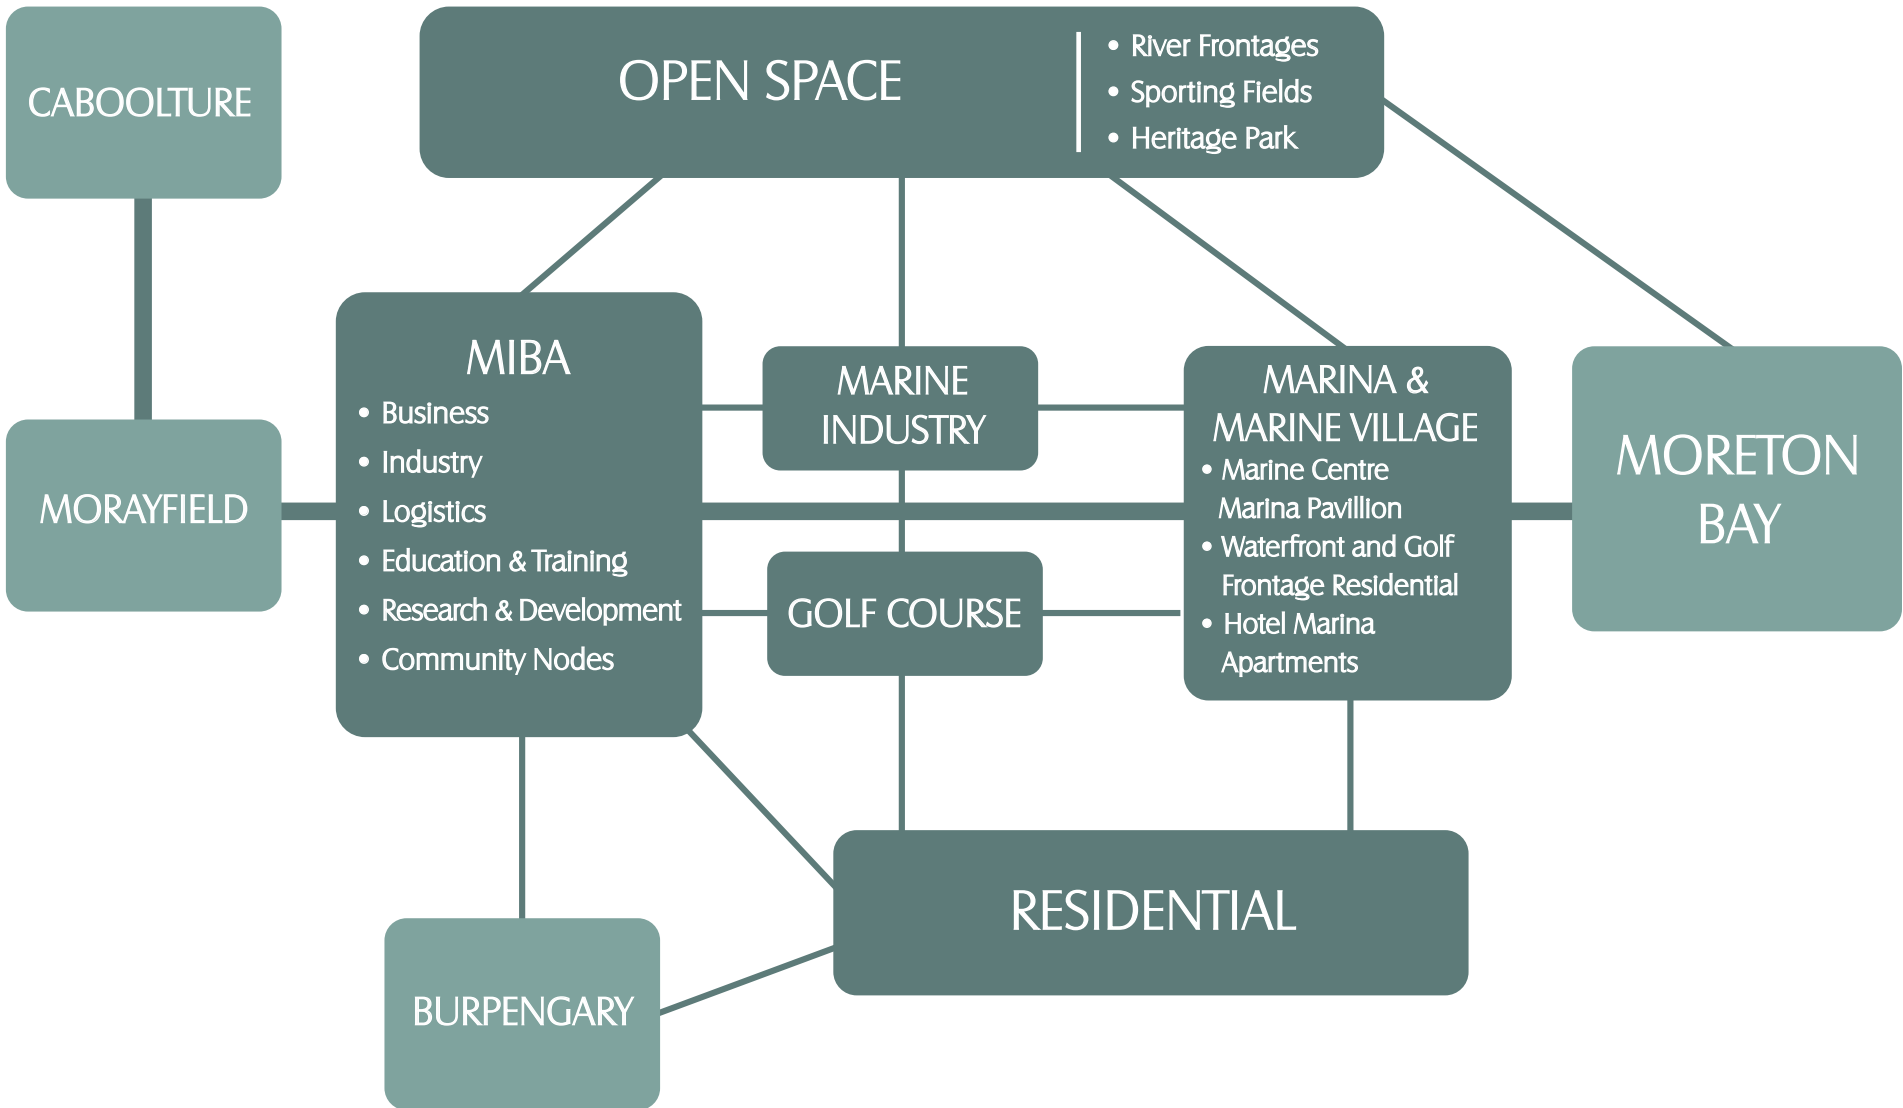 CABOOLTURE
OPEN SPACE
• River Frontages
• Sporting Fields
• Heritage Park
MORAYFIELD
MIBA
• Business
• Industry
• Logistics
• Education & Training
• Research & Development
• Community Nodes
MARINE
INDUSTRY
GOLF COURSE
MARINA &
MARINE VILLAGE
• Marine Centre
Marina Pavillion
• Waterfront and Golf
Frontage Residential
• Hotel Marina
Apartments
MORETON
BAY
RESIDENTIAL
BURPENGARY